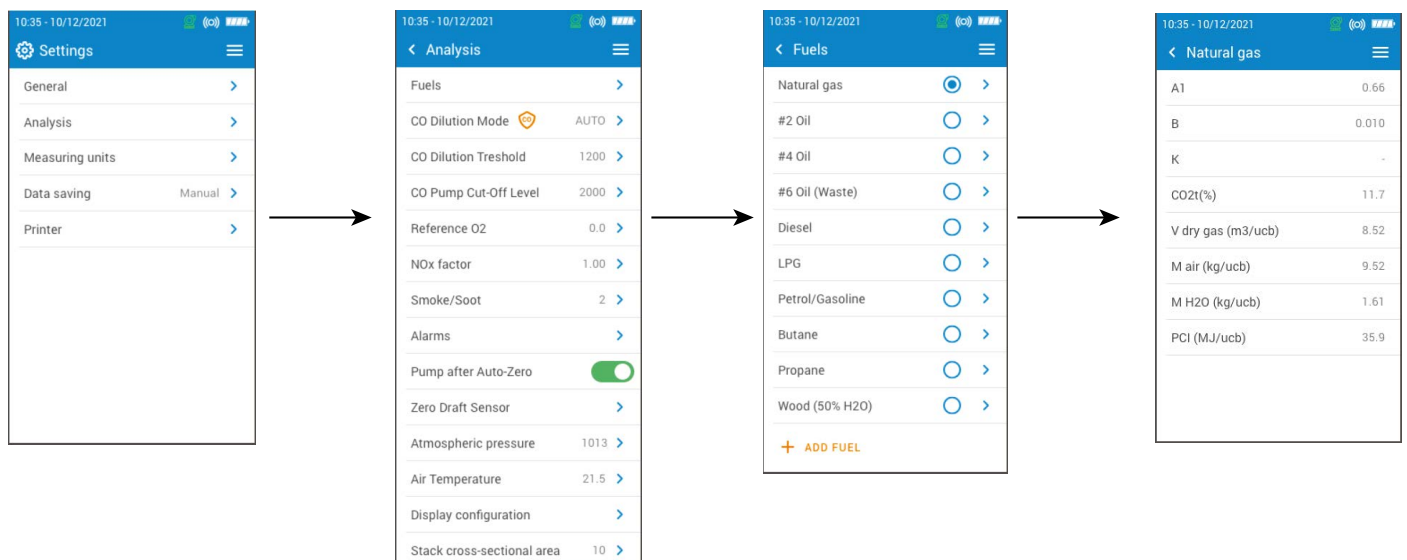 10:35 - 10/12/2021
Settings
General
Analysis
Measuring units
Data saving Manual
Printer
10:35 - 10/12/2021
Analysis
Fuels
CO Dilution Mode CO AUTO
CO Dilution Treshold 1200
CO Pump Cut-Off Level 2000
Reference O2 0.0
NOx factor 1.00
Smoke/Soot 2
Alarms
Pump after Auto-Zero
Zero Draft Sensor
Atmospheric pressure 1013
Air Temperature 21.5
Display configuration
Stack cross-sectional area 10
10:35 - 10/12/2021
Fuels
Natural gas
#2 Oil
#4 Oil
#6 Oil (Waste)
Diesel
LPG
Petrol/Gasoline
Butane
Propane
Wood (50% H2O)
+ ADD FUEL
10:35 - 10/12/2021
Natural gas
A1 0.66
B 0.010
K -
CO2t(%) 11.7
V dry gas (m3/ucb) 8.52
M air (kg/ucb) 9.52
M H2O (kg/ucb) 1.61
PCI (MJ/ucb) 35.9